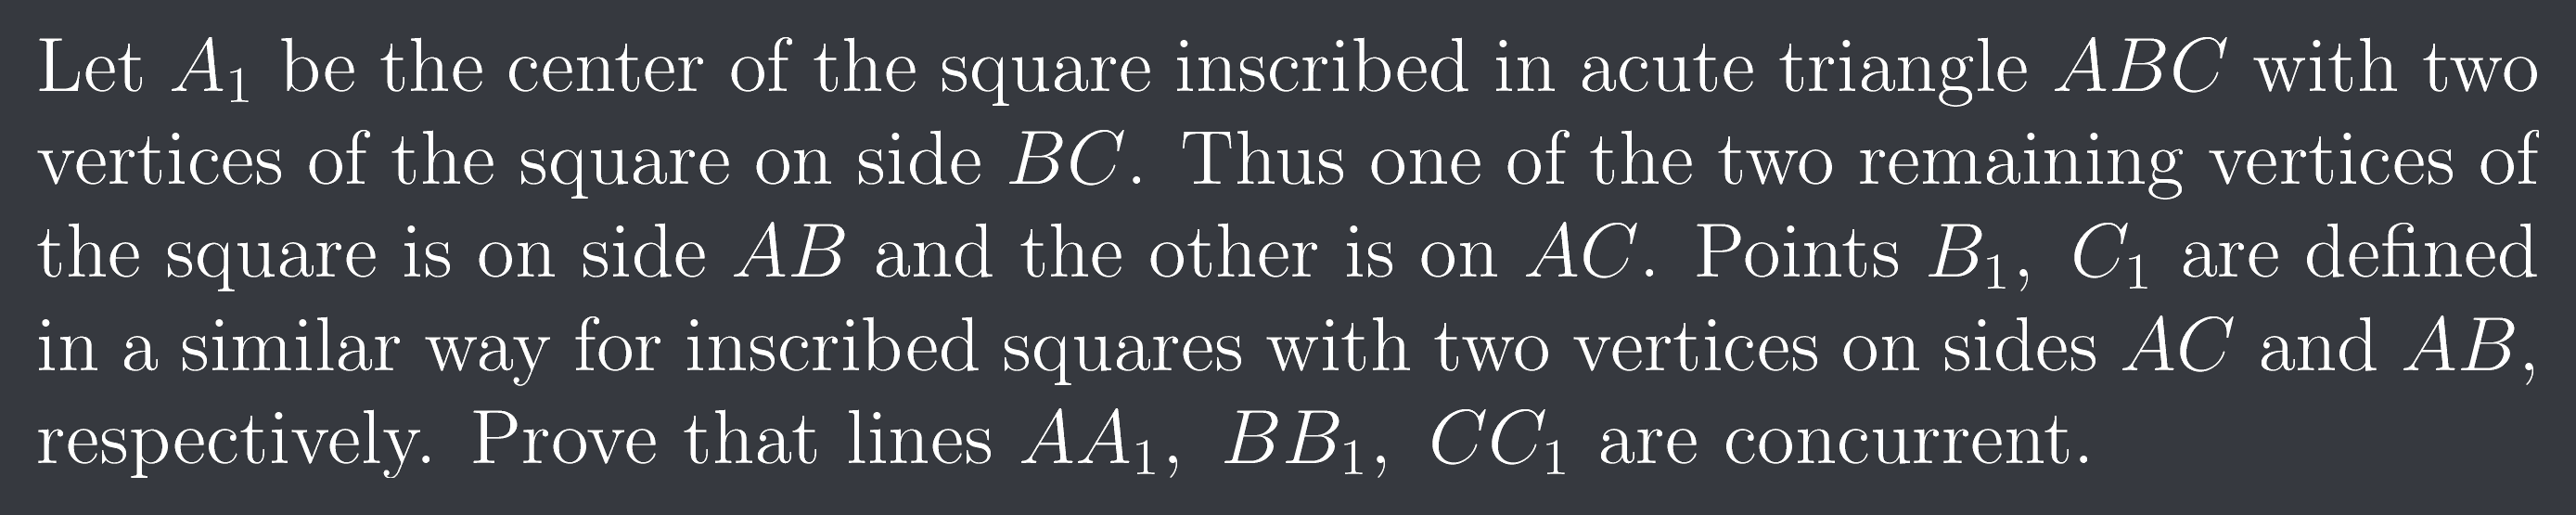 Let A₁ be the center of the square inscribed in acute triangle ABC with two
vertices of the square on side BC. Thus one of the two remaining vertices of
the square is on side AB and the other is on AC. Points B₁, C₁ are defined
in a similar way for inscribed squares with two vertices on sides AC and AB,
respectively. Prove that lines AA₁, BB₁, CC₁ are concurrent.